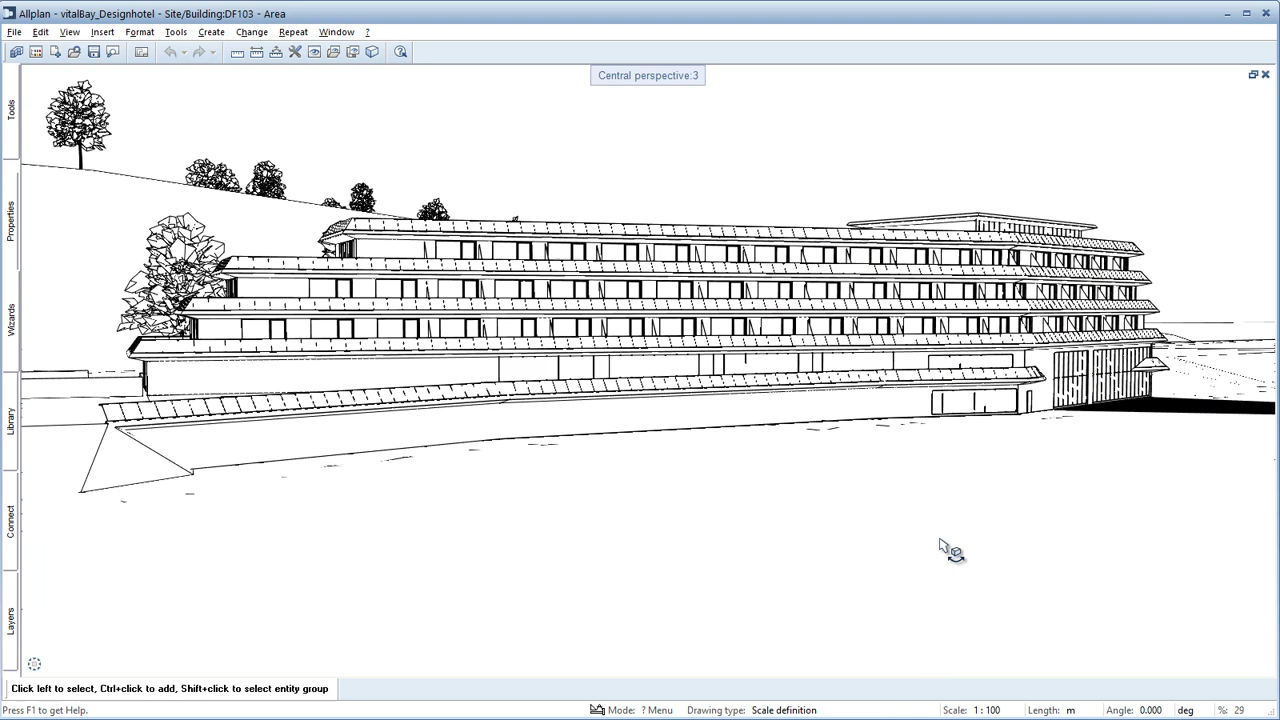 Allplan - vitalBay_Designhotel - Site/Building:DF103 - Area
File Edit View Insert Format Tools Create Change Repeat Window ?
Central perspective:3
Tools
Properties
Wizards
Library
Connect
Layers
Click left to select, Ctrl+click to add, Shift+click to select entity group
Press F1 to get Help. Mode: ? Menu Drawing type: Scale definition Scale: 1 : 100 Length: m Angle: 0.000 deg %: 29